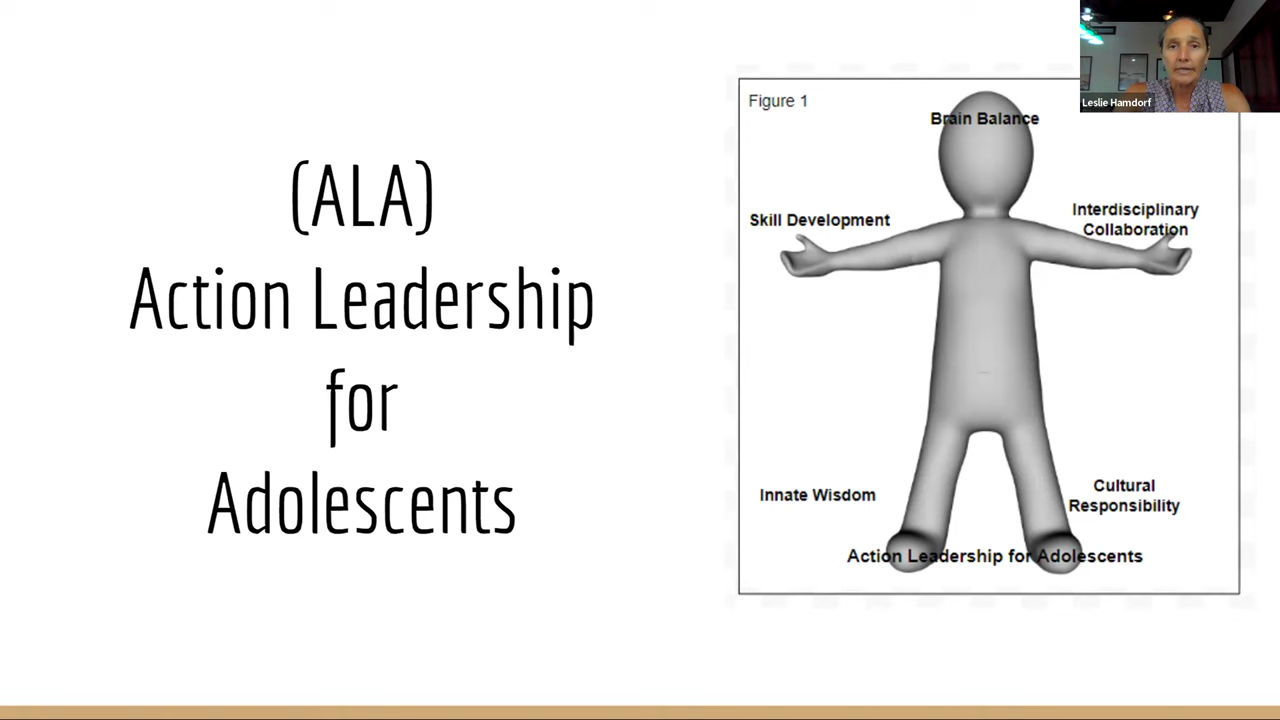 (ALA)
Action Leadership
for
Adolescents
Figure 1
Brain Balance
Skill Development
Interdisciplinary
Collaboration
Innate Wisdom
Cultural
Responsibility
Action Leadership for Adolescents
Leslie Hamdorf